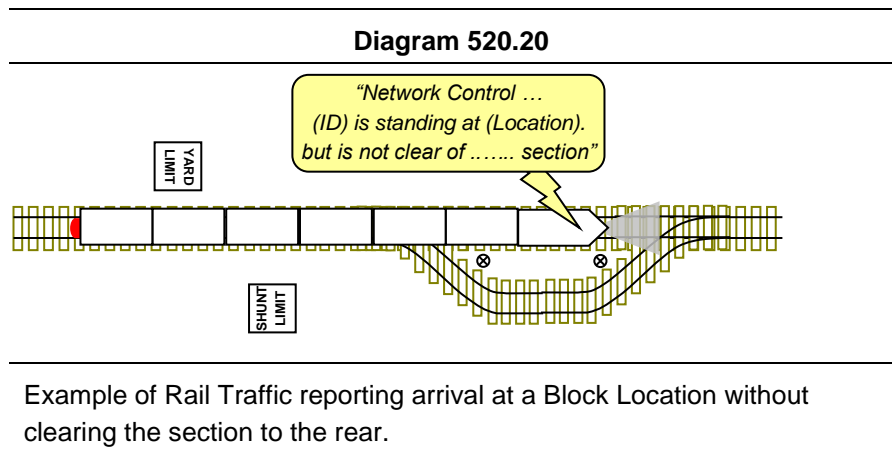 Diagram 520.20
“Network Control …
(ID) is standing at (Location).
but is not clear of ..…... section”
YARD
LIMIT
SHUNT
LIMIT
Example of Rail Traffic reporting arrival at a Block Location without
clearing the section to the rear.